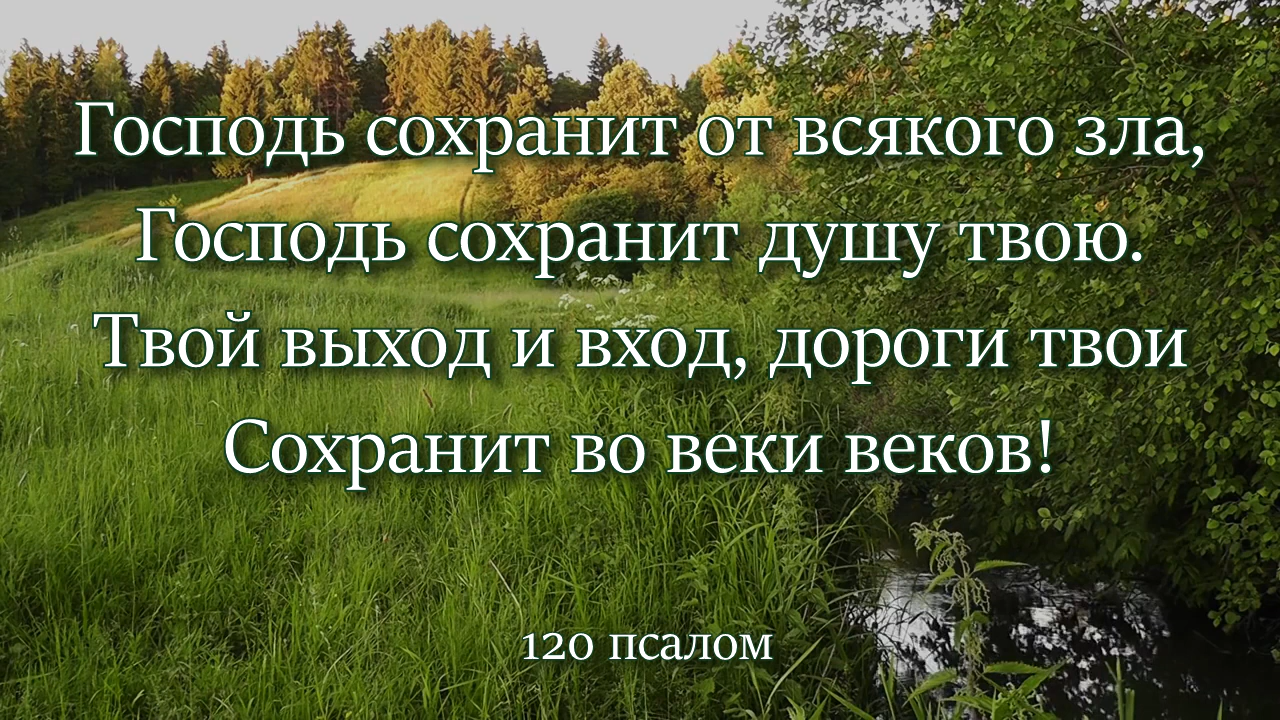 Господь сохранит от всякого зла,
Господь сохранит душу твою.
Твой выход и вход, дороги твои
Сохранит во веки веков!
120 псалом